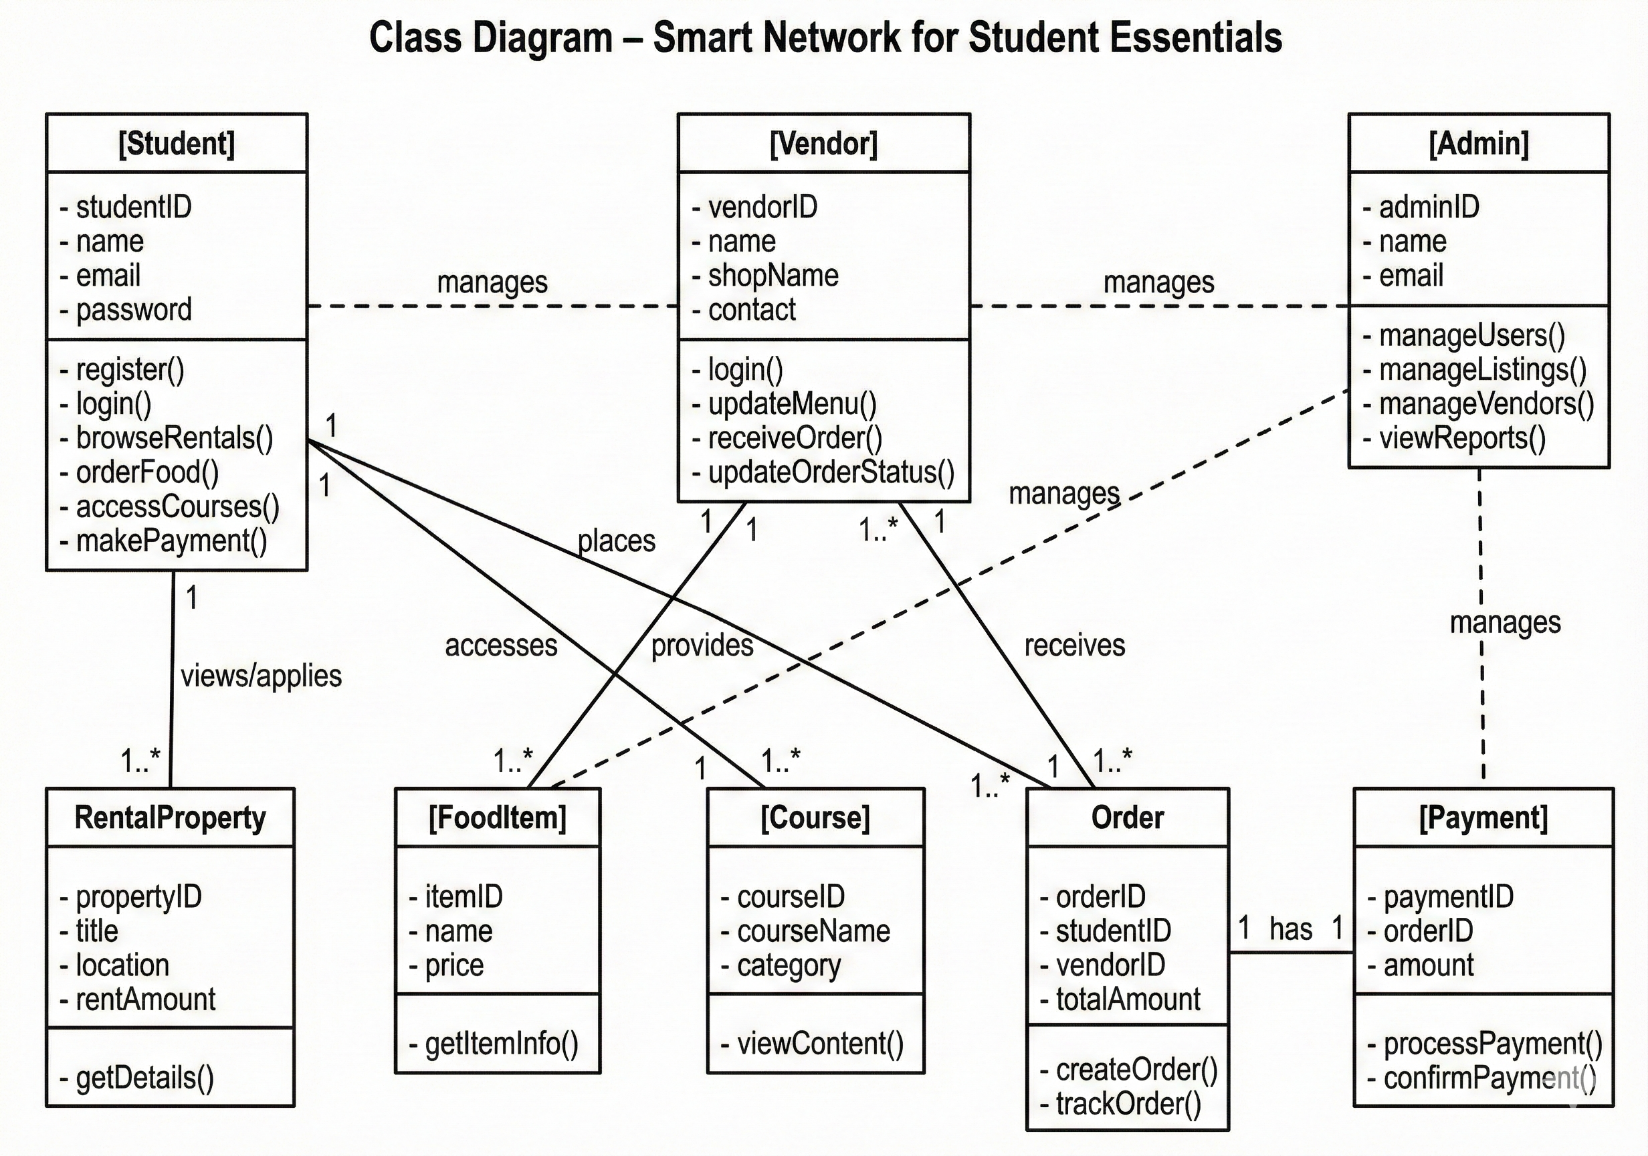 Class Diagram – Smart Network for Student Essentials
[Student]
- studentID
- name
- email
- password
- register()
- login()
- browseRentals()
- orderFood()
- accessCourses()
- makePayment()
manages
[Vendor]
- vendorID
- name
- shopName
- contact
- login()
- updateMenu()
- receiveOrder()
- updateOrderStatus()
manages
[Admin]
- adminID
- name
- email
- manageUsers()
- manageListings()
- manageVendors()
- viewReports()
1
1
1
views/applies
1..*
places
accesses
1
1
provides
1..*
1..*
1
receives
manages
manages
1
1..*
1..*
1
1..*
RentalProperty
- propertyID
- title
- location
- rentAmount
- getDetails()
[FoodItem]
- itemID
- name
- price
- getItemInfo()
[Course]
- courseID
- courseName
- category
- viewContent()
Order
- orderID
- studentID
- vendorID
- totalAmount
- createOrder()
- trackOrder()
1 has 1
[Payment]
- paymentID
- orderID
- amount
- processPayment()
- confirmPayment()